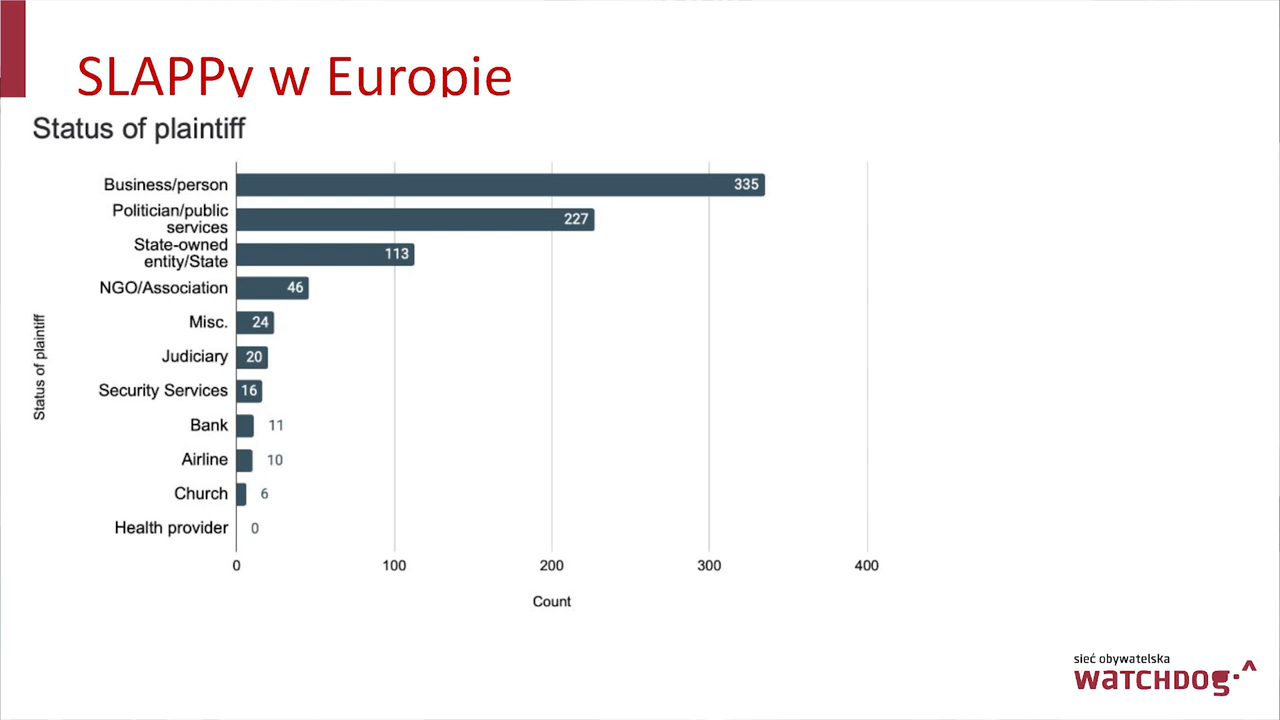 SLAPPy w Europie
Status of plaintiff
Business/person
335
Politician/public
services
227
State-owned
entity/State
113
NGO/Association
46
Misc.
24
Judiciary
20
Security Services
16
Bank
11
Airline
10
Church
6
Health provider
0
Status of plaintiff
0 100 200 300 400
Count
sieć obywatelska
WATCHDOG